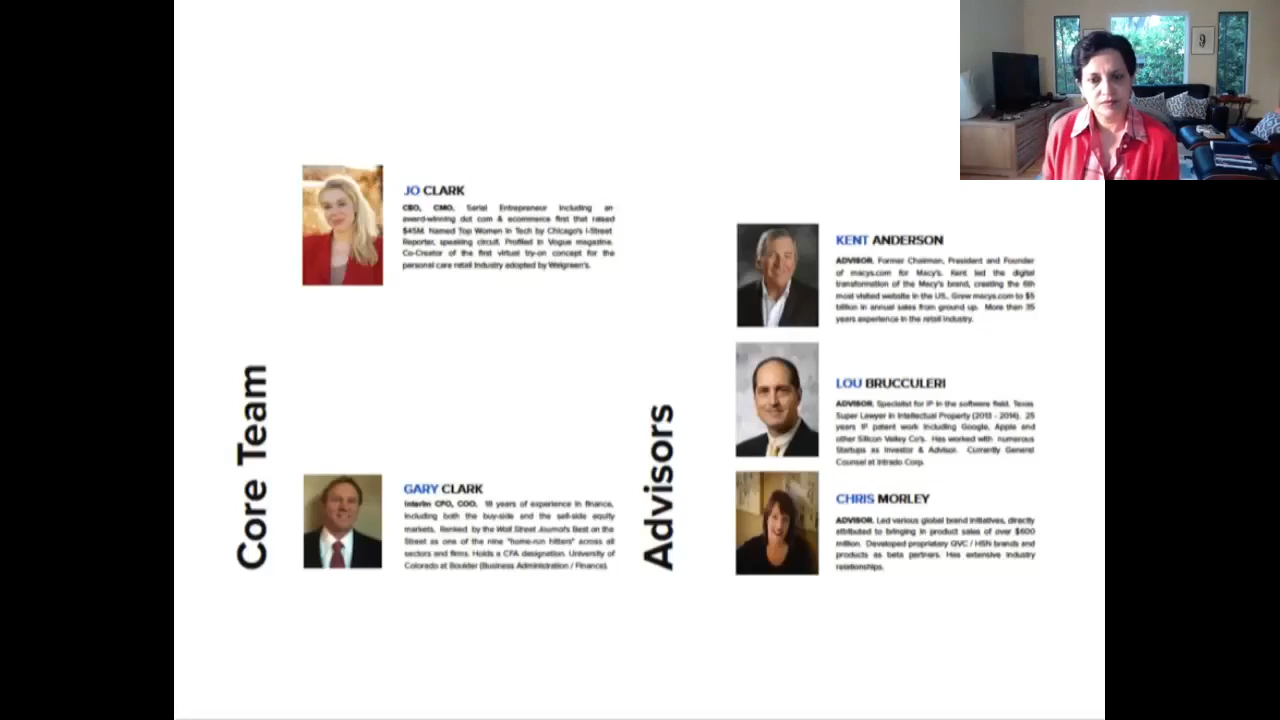 Core Team
JO CLARK
CEO, CMO. Serial Entrepreneur including an
award-winning dot com & ecommerce first that raised
$45M. Named Top Women in Tech by Chicago's I-Street
Reporter, speaking circuit. Profiled in Vogue magazine.
Co-Creator of the first virtual try-on concept for the
personal care retail industry adopted by Walgreen's.
GARY CLARK
Interim CFO, COO. 18 years of experience in finance,
including both the buy-side and the sell-side equity
markets. Ranked by the Wall Street Journal's Best on the
Street as one of the nine "home-run hitters" across all
sectors and firms. Holds a CFA designation. University of
Colorado at Boulder (Business Administration / Finance).
Advisors
KENT ANDERSON
ADVISOR. Former Chairman, President and Founder
of macys.com for Macy's. Kent led the digital
transformation of the Macy's brand, creating the 6th
most visited website in the US. Grew macys.com to $5
billion in annual sales from ground up. More than 35
years experience in the retail industry.
LOU BRUCCULERI
ADVISOR. Specialist for IP in the software field. Texas
Super Lawyer in Intellectual Property (2013 - 2014). 25
years IP patent work including Google, Apple and
other Silicon Valley Co's. Has worked with numerous
Startups as Investor & Advisor. Currently General
Counsel at Intrado Corp.
CHRIS MORLEY
ADVISOR. Led various global brand initiatives, directly
attributed to bringing in product sales of over $600
million. Developed proprietary QVC / HSN brands and
products as beta partners. Has extensive industry
relationships.